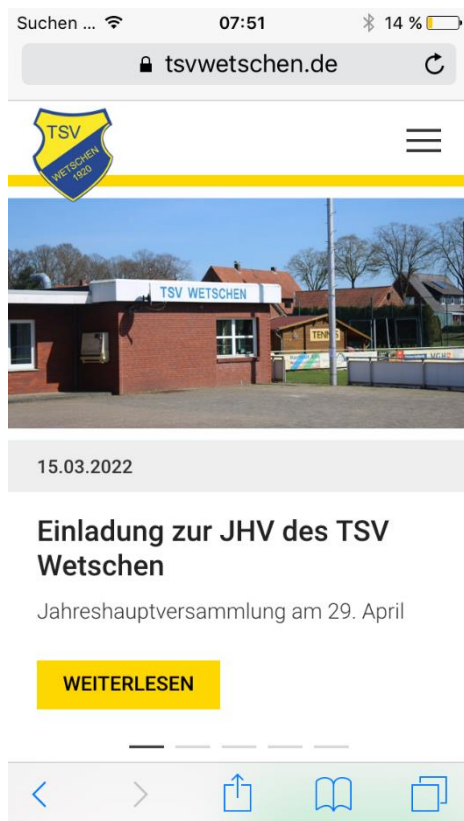 Suchen ... 07:51 14 %
tsvwetschen.de
TSV
WETSCHEN
1920
TSV WETSCHEN
TENNIS
15.03.2022
Einladung zur JHV des TSV
Wetschen
Jahreshauptversammlung am 29. April
WEITERLESEN